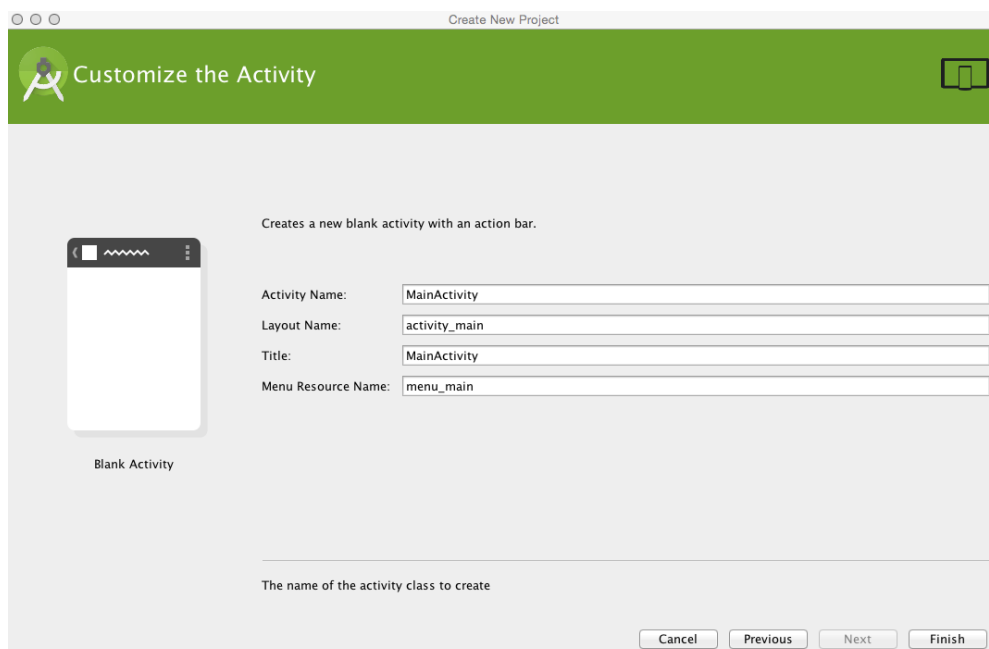 Create New Project
Customize the Activity
Creates a new blank activity with an action bar.
Activity Name: MainActivity
Layout Name: activity_main
Title: MainActivity
Menu Resource Name: menu_main
Blank Activity
The name of the activity class to create
Cancel Previous Next Finish